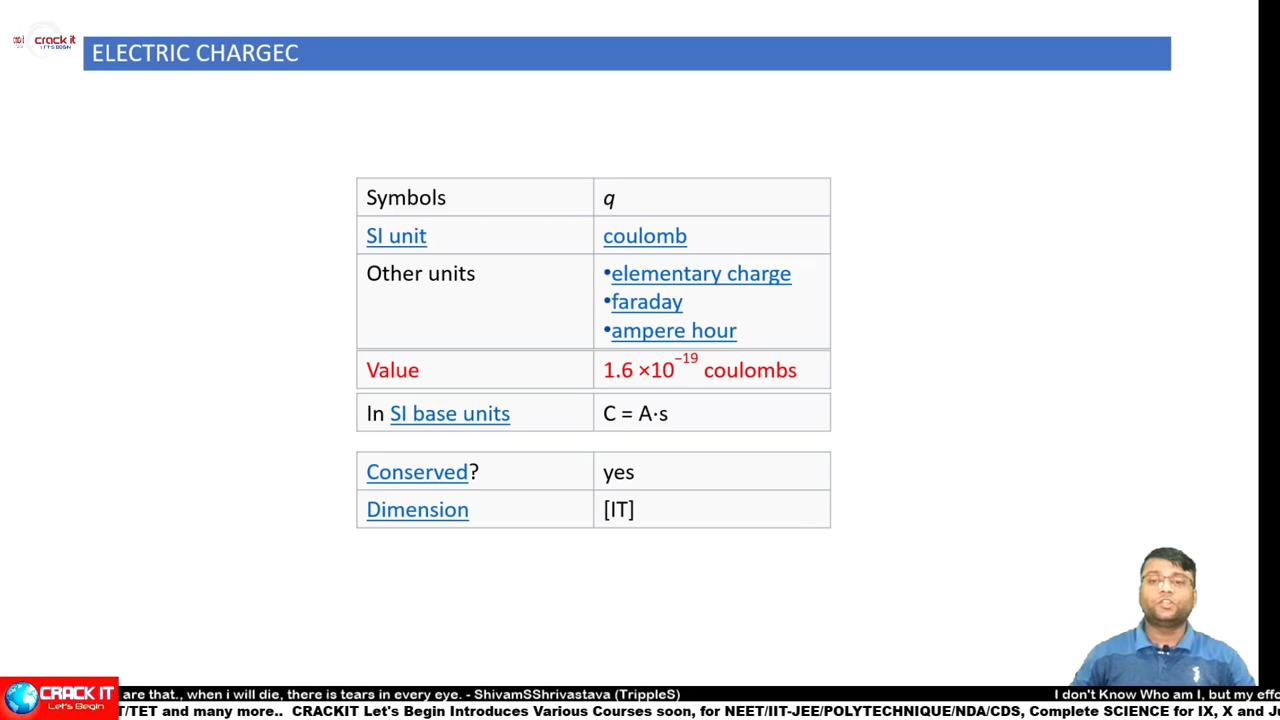 crack it
LET'S BEGIN
ELECTRIC CHARGEC
Symbols q
SI unit coulomb
Other units •elementary charge
•faraday
•ampere hour
Value 1.6 ×10⁻¹⁹ coulombs
In SI base units C = A·s
Conserved? yes
Dimension [IT]
CRACK IT
Let's Begin
are that., when i will die, there is tears in every eye. - ShivamSShrivastava (TrippleS) I don't Know Who am I, but my effo
T/TET and many more.. CRACKIT Let's Begin Introduces Various Courses soon, for NEET/IIT-JEE/POLYTECHNIQUE/NDA/CDS, Complete SCIENCE for IX, X and J